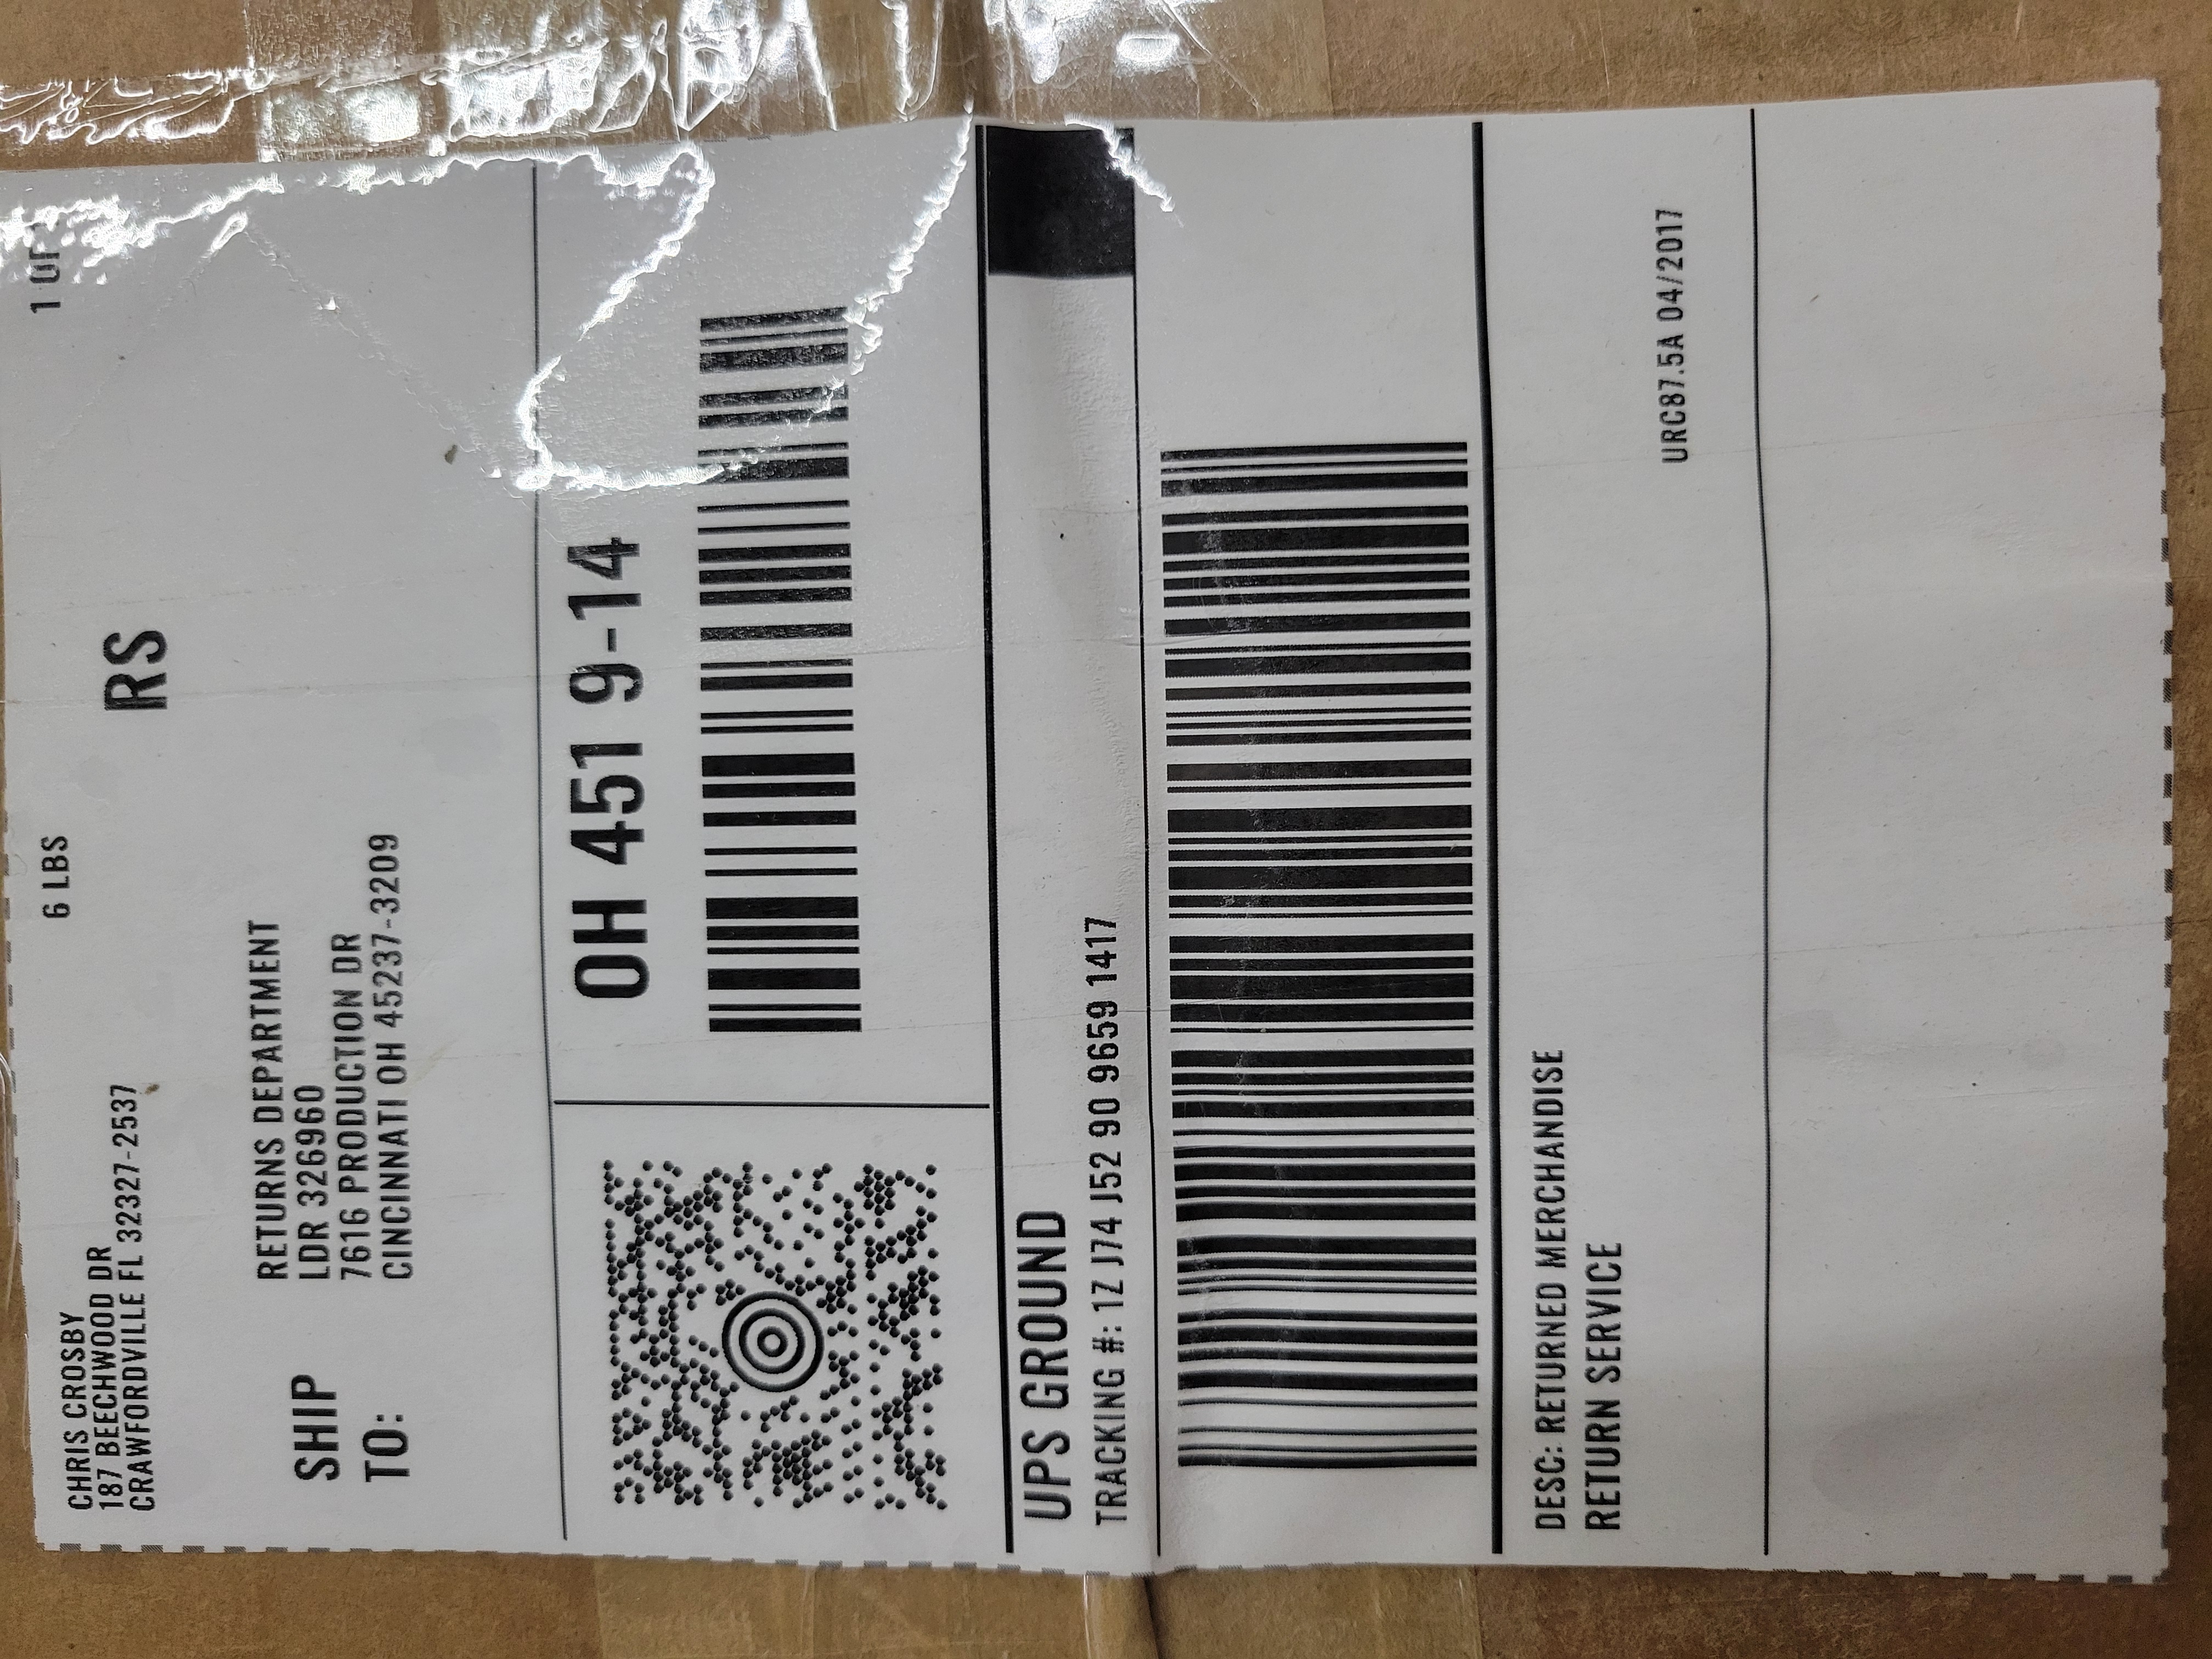 CHRIS CROSBY
187 BEECHWOOD DR
CRAWFORDVILLE FL 32327-2537
6 LBS
1 OF
RS
SHIP
TO:
RETURNS DEPARTMENT
LDR 326960
7616 PRODUCTION DR
CINCINNATI OH 45237-3209
OH 451 9-14
UPS GROUND
TRACKING #: 1Z J74 J52 90 9659 1417
DESC: RETURNED MERCHANDISE
RETURN SERVICE
URC87.5A 04/2017